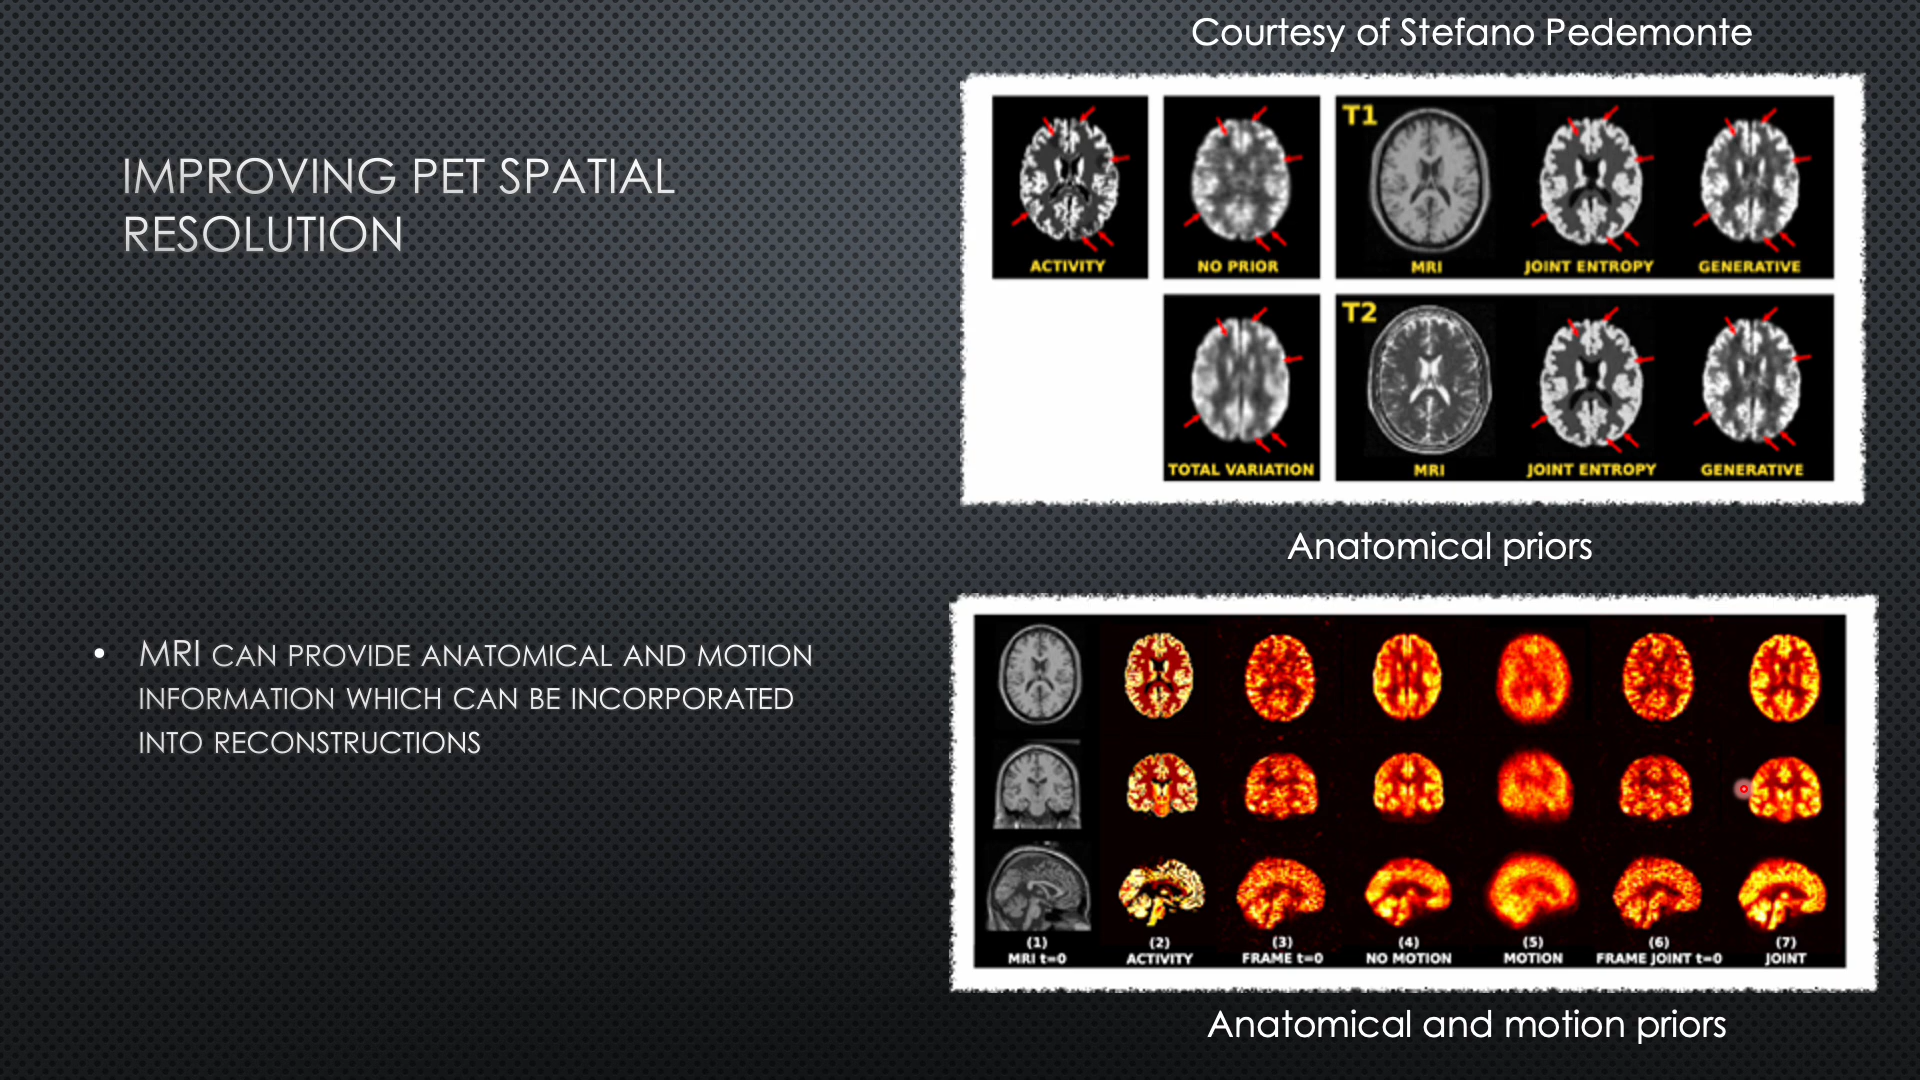 Courtesy of Stefano Pedemonte
IMPROVING PET SPATIAL
RESOLUTION
T1
ACTIVITY
NO PRIOR
MRI
JOINT ENTROPY
GENERATIVE
T2
TOTAL VARIATION
MRI
JOINT ENTROPY
GENERATIVE
Anatomical priors
• MRI CAN PROVIDE ANATOMICAL AND MOTION
INFORMATION WHICH CAN BE INCORPORATED
INTO RECONSTRUCTIONS
(1)
MRI t=0
(2)
ACTIVITY
(3)
FRAME t=0
(4)
NO MOTION
(5)
MOTION
(6)
FRAME JOINT t=0
(7)
JOINT
Anatomical and motion priors